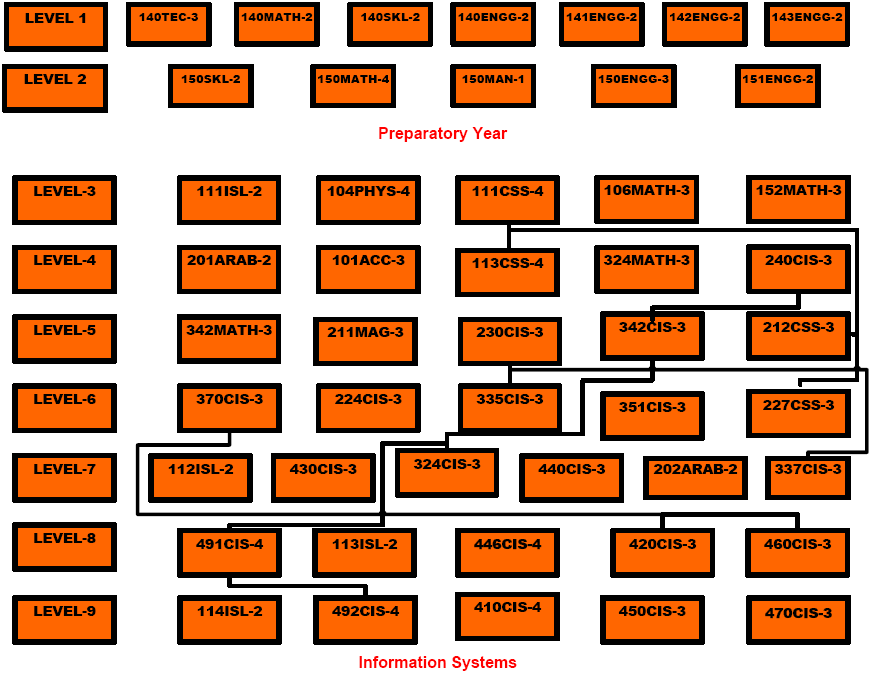 LEVEL 1 140TEC-3 140MATH-2 140SKL-2 140ENGG-2 141ENGG-2 142ENGG-2 143ENGG-2
LEVEL 2 150SKL-2 150MATH-4 150MAN-1 150ENGG-3 151ENGG-2
Preparatory Year
LEVEL-3 111ISL-2 104PHYS-4 111CSS-4 106MATH-3 152MATH-3
LEVEL-4 201ARAB-2 101ACC-3 113CSS-4 324MATH-3 240CIS-3
LEVEL-5 342MATH-3 211MAG-3 230CIS-3 342CIS-3 212CSS-3
LEVEL-6 370CIS-3 224CIS-3 335CIS-3 351CIS-3 227CSS-3
LEVEL-7 112ISL-2 430CIS-3 324CIS-3 440CIS-3 202ARAB-2 337CIS-3
LEVEL-8 491CIS-4 113ISL-2 446CIS-4 420CIS-3 460CIS-3
LEVEL-9 114ISL-2 492CIS-4 410CIS-4 450CIS-3 470CIS-3
Information Systems